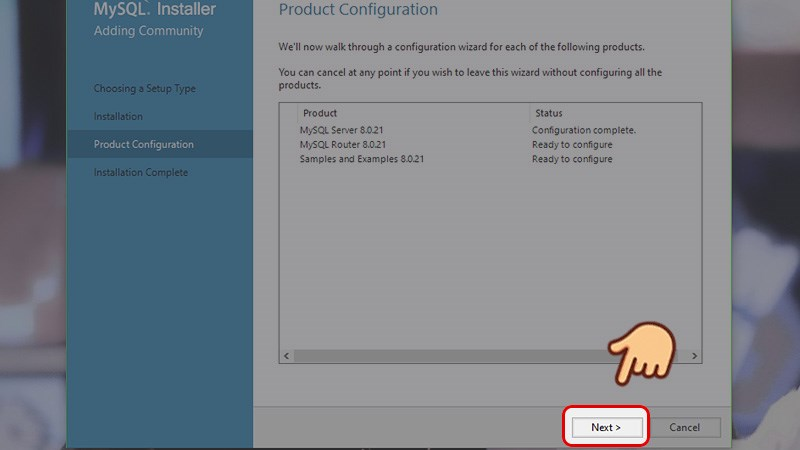 MySQL. Installer
Adding Community
Choosing a Setup Type
Installation
Product Configuration
Installation Complete
Product Configuration
We'll now walk through a configuration wizard for each of the following products.
You can cancel at any point if you wish to leave this wizard without configuring all the
products.
Product Status
MySQL Server 8.0.21 Configuration complete.
MySQL Router 8.0.21 Ready to configure
Samples and Examples 8.0.21 Ready to configure
Next > Cancel